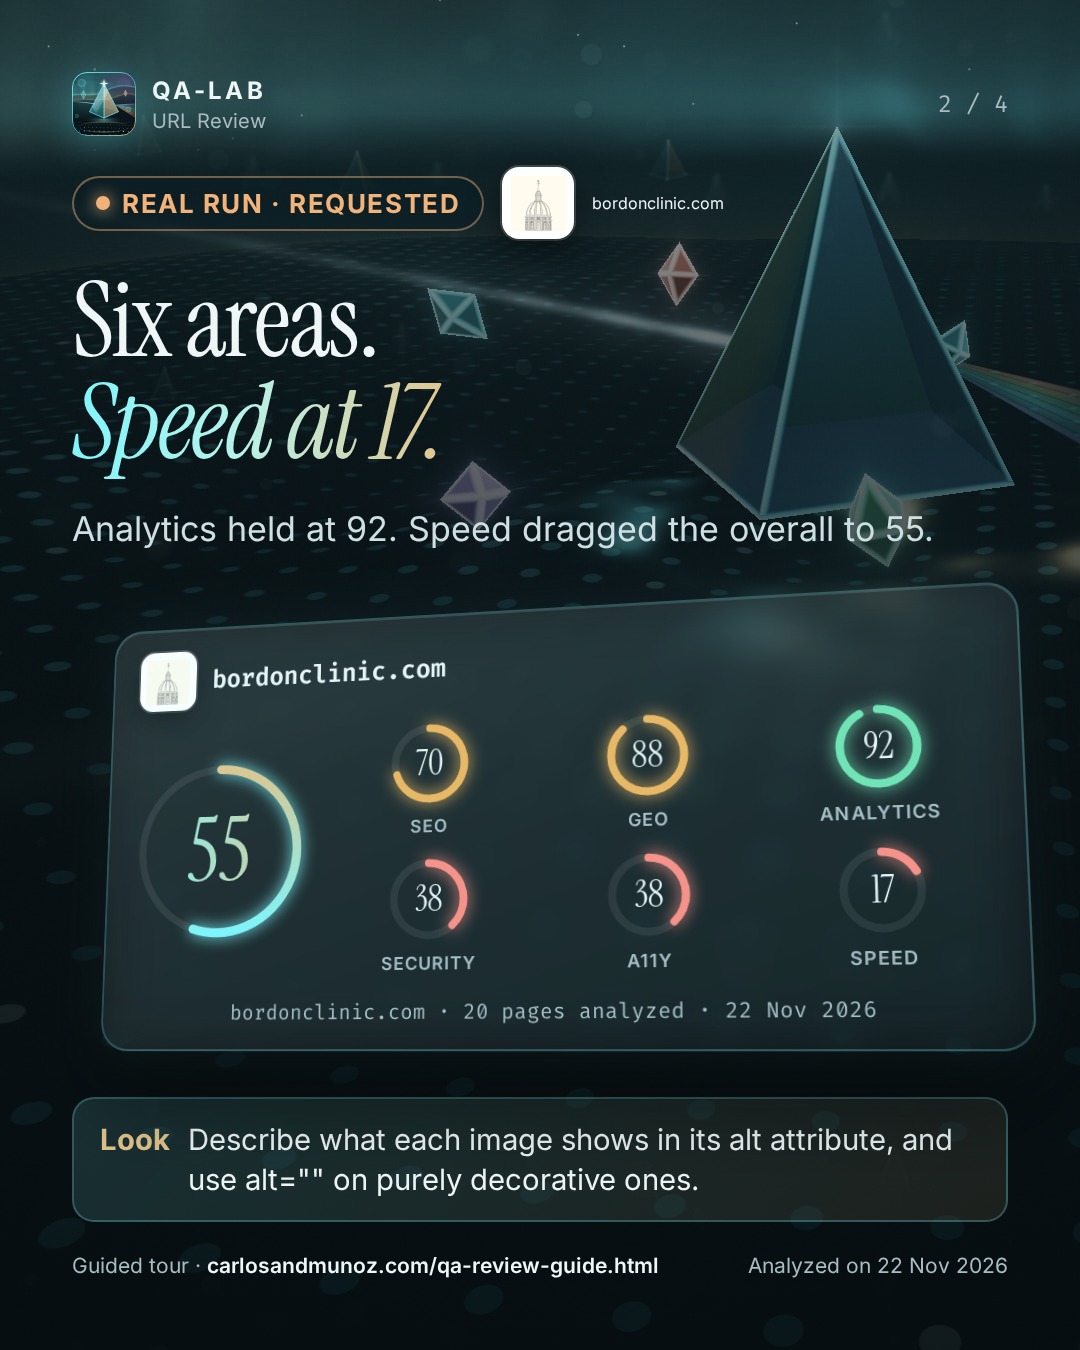 QA-LAB
URL Review
2 / 4
REAL RUN · REQUESTED
bordonclinic.com
Six areas.
Speed at 17.
Analytics held at 92. Speed dragged the overall to 55.
bordonclinic.com
55
70
SEO
88
GEO
92
ANALYTICS
38
SECURITY
38
A11Y
17
SPEED
bordonclinic.com · 20 pages analyzed · 22 Nov 2026
Look Describe what each image shows in its alt attribute, and
use alt="" on purely decorative ones.
Guided tour · carlosandmunoz.com/qa-review-guide.html
Analyzed on 22 Nov 2026